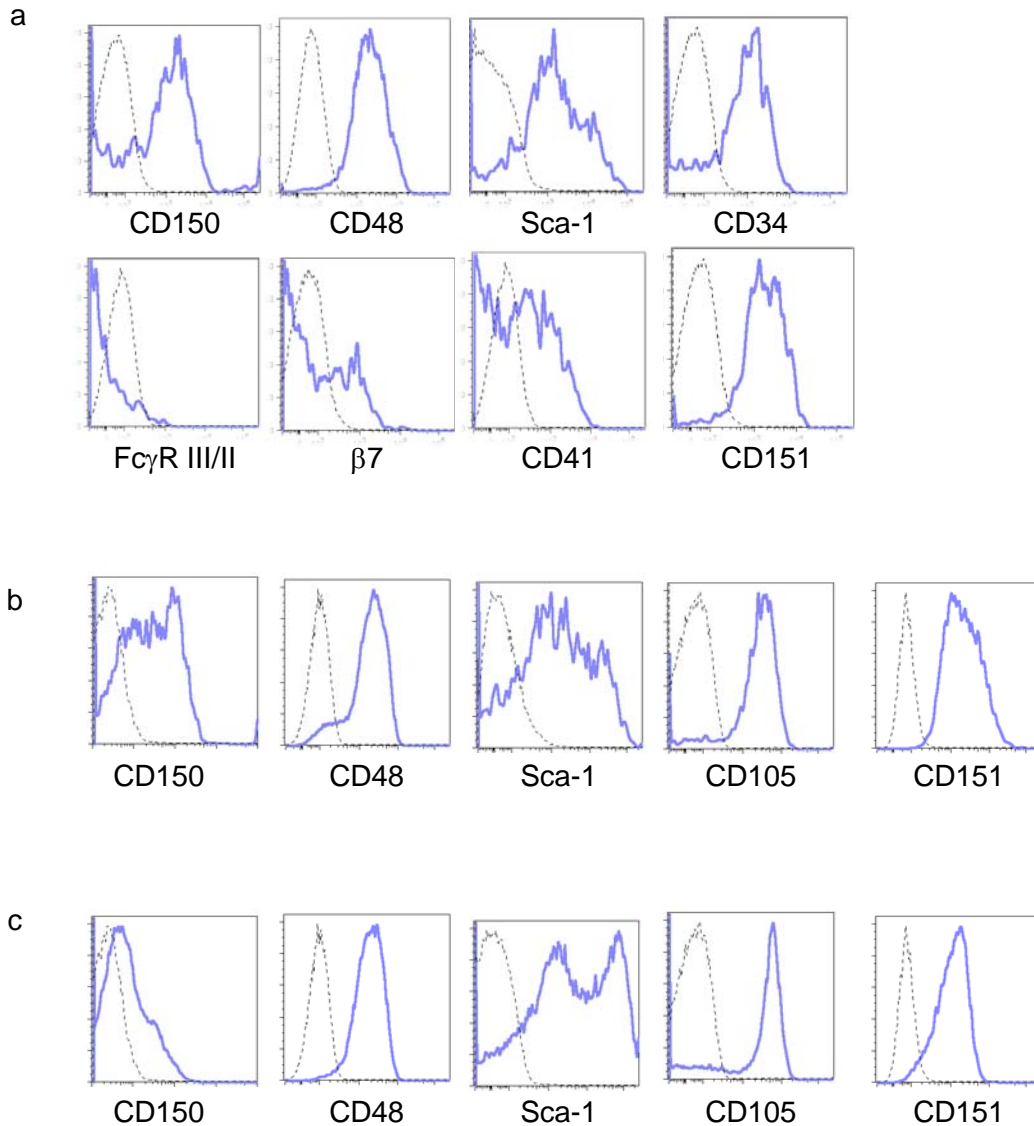 a
CD150 CD48 Sca-1 CD34
FcγR III/II β7 CD41 CD151
b
CD150 CD48 Sca-1 CD105 CD151
c
CD150 CD48 Sca-1 CD105 CD151